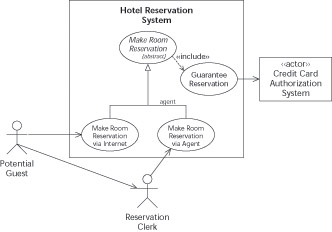 Hotel Reservation
System
Make Room
Reservation
(abstract)
«include»
Guarantee
Reservation
«actor»
Credit Card
Authorization
System
agent
Make Room
Reservation
via Internet
Make Room
Reservation
via Agent
Potential
Guest
Reservation
Clerk